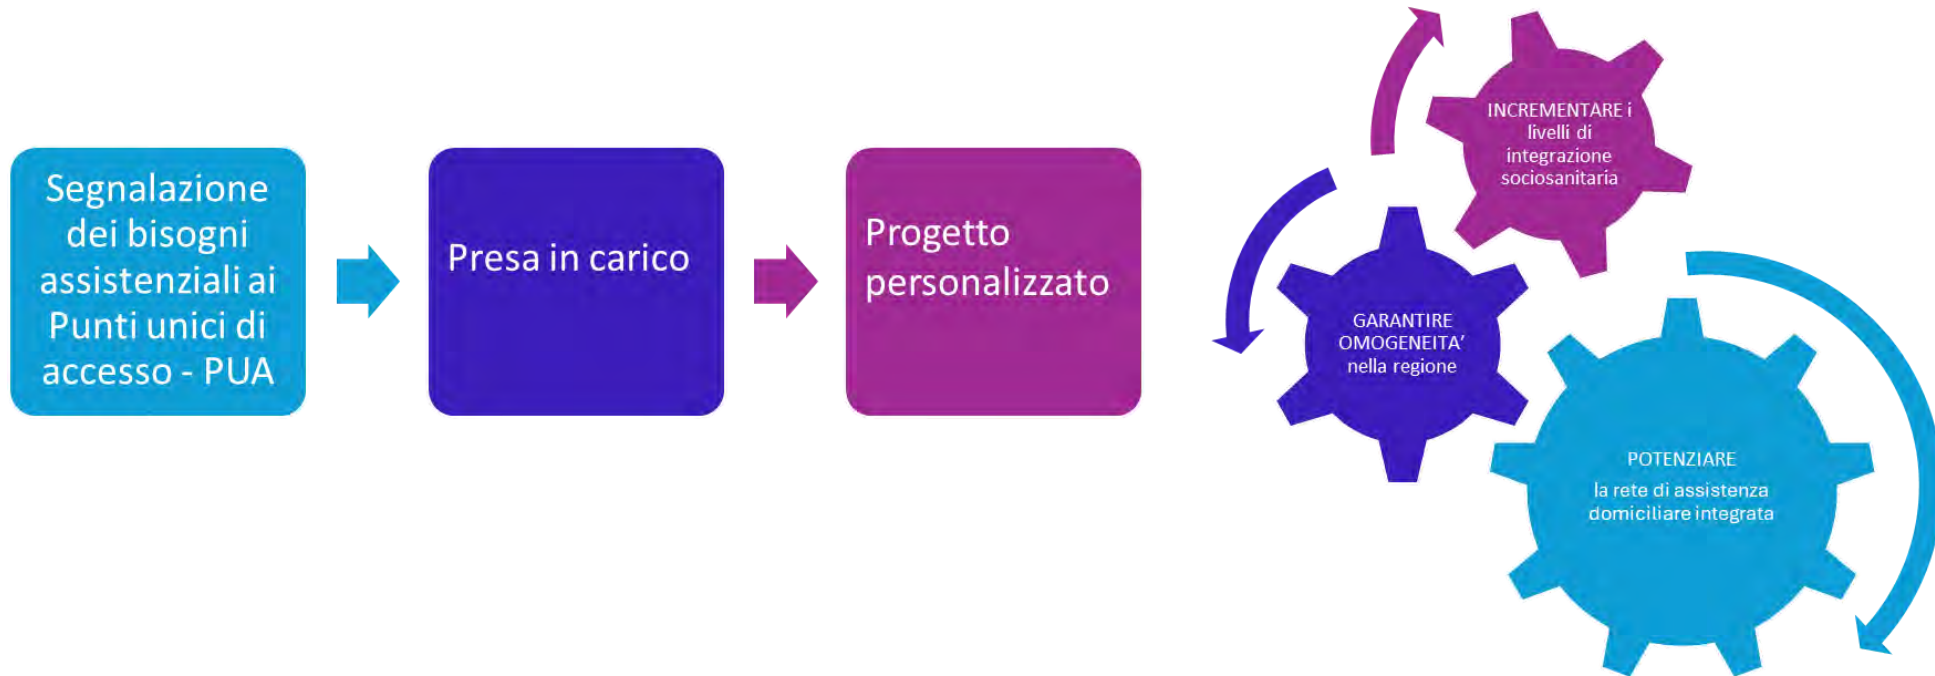 Segnalazione
dei bisogni
assistenziali ai
Punti unici di
accesso - PUA
Presa in carico
Progetto
personalizzato
INCREMENTARE i
livelli di
integrazione
sociosanitaria
GARANTIRE
OMOGENEITA’
nella regione
POTENZIARE
la rete di assistenza
domiciliare integrata